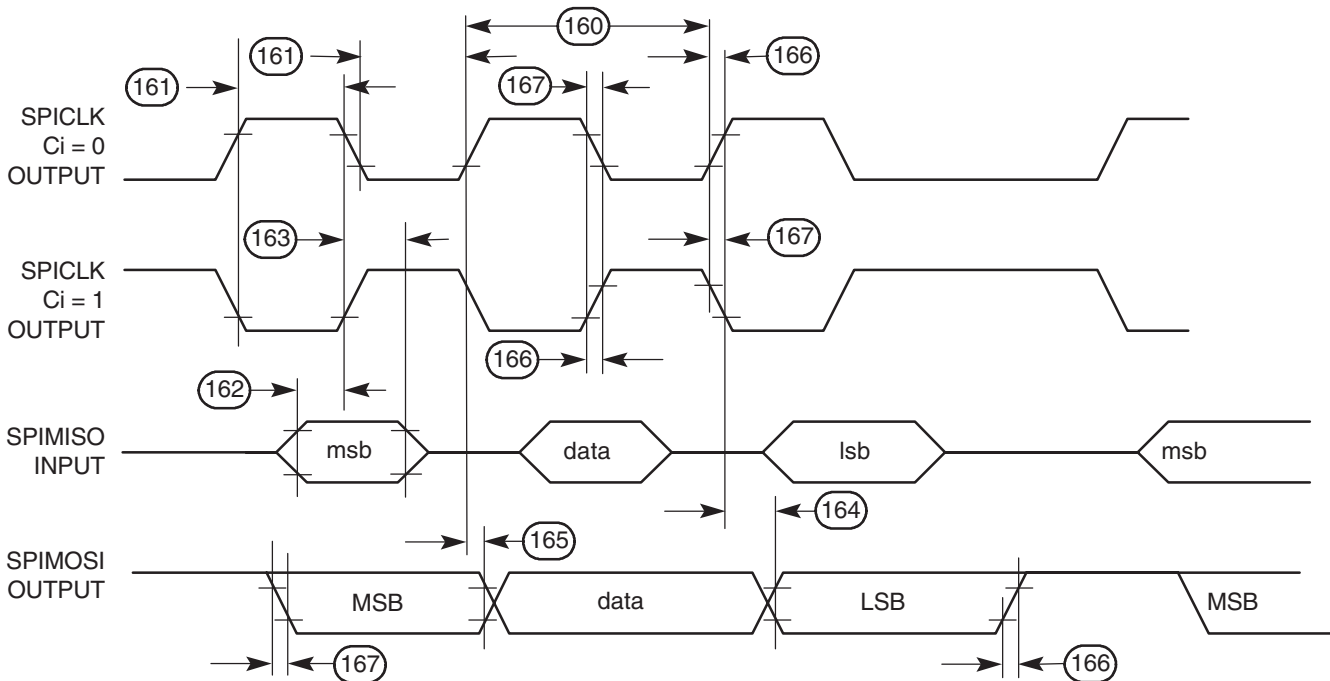 160
161
166
161
167
SPICLK
Ci = 0
OUTPUT
163
167
SPICLK
Ci = 1
OUTPUT
166
162
SPIMISO
INPUT
msb
data
lsb
msb
164
165
SPIMOSI
OUTPUT
MSB
data
LSB
MSB
167
166